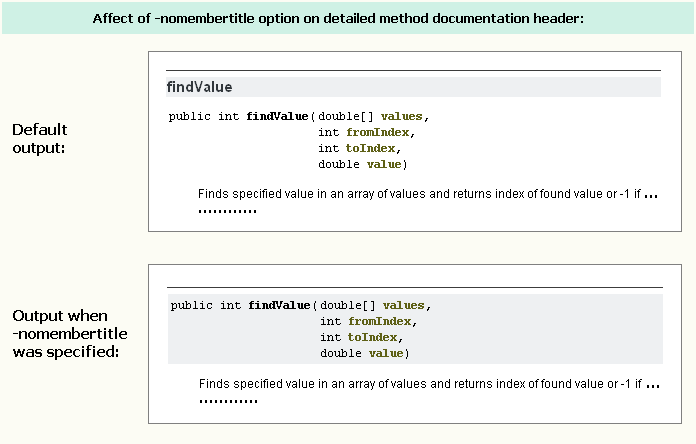 Affect of -nomembertitle option on detailed method documentation header:
Default
output:
findValue
public int findValue(double[] values,
int fromIndex,
int toIndex,
double value)
Finds specified value in an array of values and returns index of found value or -1 if ...
............
Output when
-nomembertitle
was specified:
public int findValue(double[] values,
int fromIndex,
int toIndex,
double value)
Finds specified value in an array of values and returns index of found value or -1 if ...
............